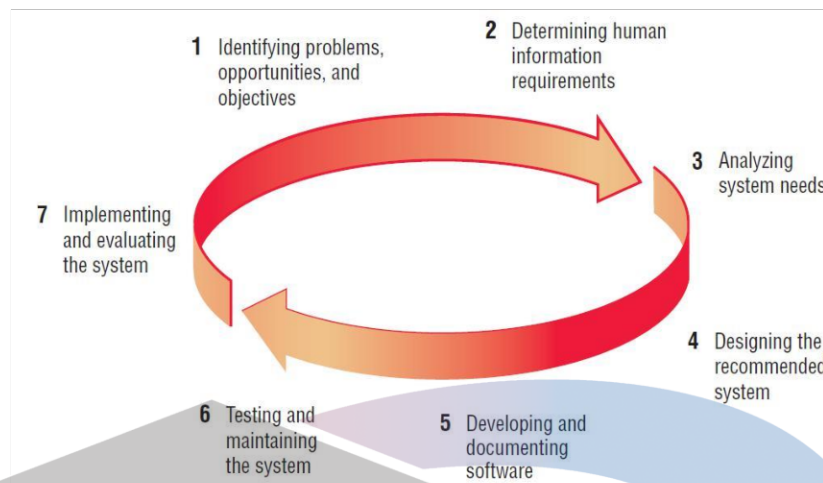 1 Identifying problems,
opportunities, and
objectives
2 Determining human
information
requirements
3 Analyzing
system needs
4 Designing the
recommended
system
5 Developing and
documenting
software
6 Testing and
maintaining
the system
7 Implementing
and evaluating
the system